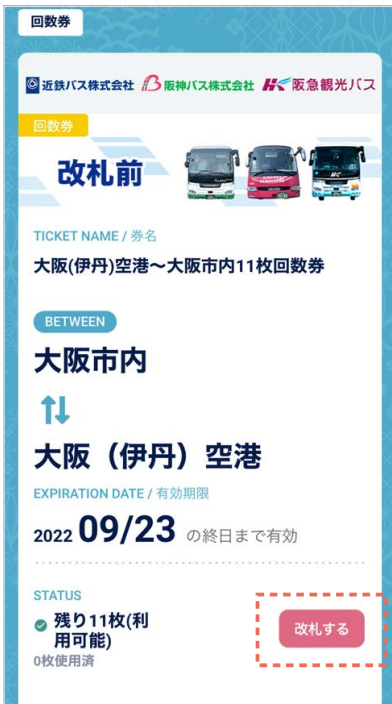 回数券
近鉄バス株式会社 阪神バス株式会社 阪急観光バス
回数券
改札前
TICKET NAME / 券名
大阪(伊丹)空港～大阪市内11枚回数券
BETWEEN
大阪市内
大阪（伊丹）空港
EXPIRATION DATE / 有効期限
2022 09/23 の終日まで有効
STATUS
残り11枚(利
用可能)
改札する
0枚使用済